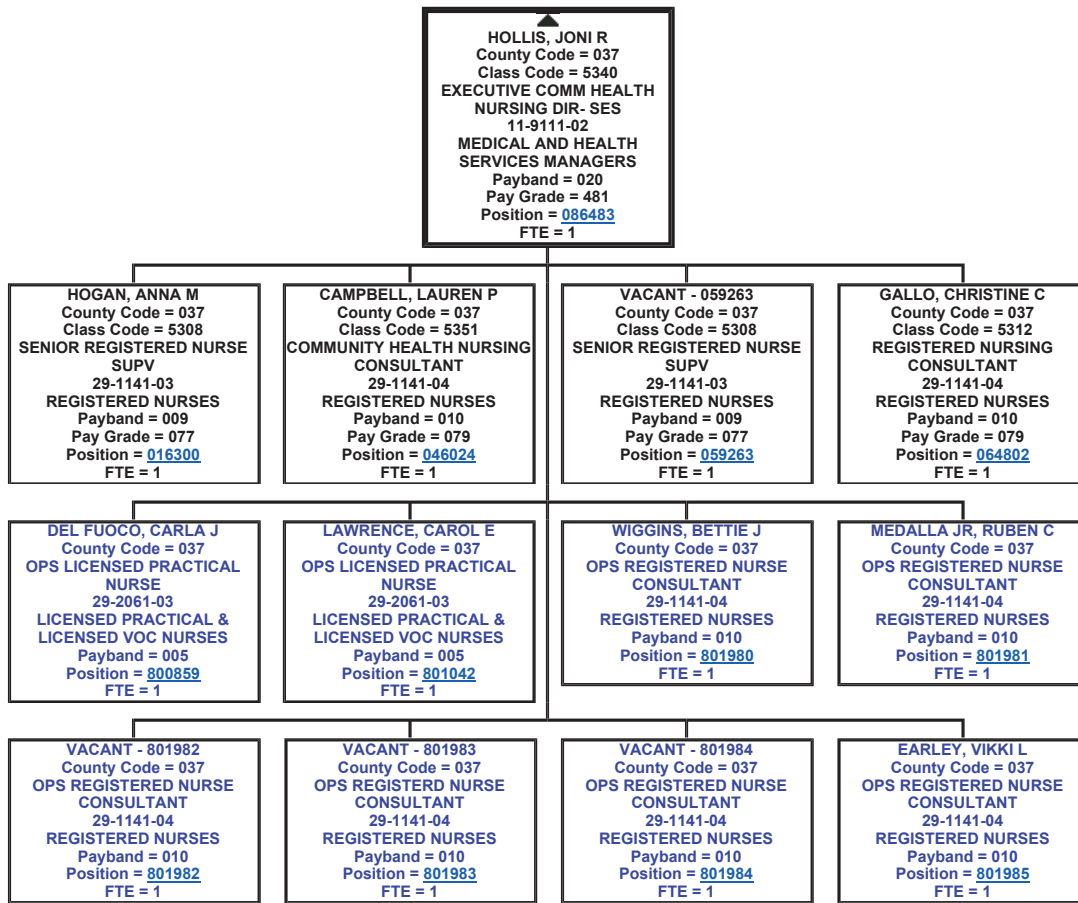 HOLLIS, JONI R
County Code = 037
Class Code = 5340
EXECUTIVE COMM HEALTH
NURSING DIR- SES
11-9111-02
MEDICAL AND HEALTH
SERVICES MANAGERS
Payband = 020
Pay Grade = 481
Position = 086483
FTE = 1
HOGAN, ANNA M
County Code = 037
Class Code = 5308
SENIOR REGISTERED NURSE
SUPV
29-1141-03
REGISTERED NURSES
Payband = 009
Pay Grade = 077
Position = 016300
FTE = 1
CAMPBELL, LAUREN P
County Code = 037
Class Code = 5351
COMMUNITY HEALTH NURSING
CONSULTANT
29-1141-04
REGISTERED NURSES
Payband = 010
Pay Grade = 079
Position = 046024
FTE = 1
VACANT - 059263
County Code = 037
Class Code = 5308
SENIOR REGISTERED NURSE
SUPV
29-1141-03
REGISTERED NURSES
Payband = 009
Pay Grade = 077
Position = 059263
FTE = 1
GALLO, CHRISTINE C
County Code = 037
Class Code = 5312
REGISTERED NURSING
CONSULTANT
29-1141-04
REGISTERED NURSES
Payband = 010
Pay Grade = 079
Position = 064802
FTE = 1
DEL FUOCO, CARLA J
County Code = 037
OPS LICENSED PRACTICAL
NURSE
29-2061-03
LICENSED PRACTICAL &
LICENSED VOC NURSES
Payband = 005
Position = 800859
FTE = 1
LAWRENCE, CAROL E
County Code = 037
OPS LICENSED PRACTICAL
NURSE
29-2061-03
LICENSED PRACTICAL &
LICENSED VOC NURSES
Payband = 005
Position = 801042
FTE = 1
WIGGINS, BETTIE J
County Code = 037
OPS REGISTERED NURSE
CONSULTANT
29-1141-04
REGISTERED NURSES
Payband = 010
Position = 801980
FTE = 1
MEDALLA JR, RUBEN C
County Code = 037
OPS REGISTERED NURSE
CONSULTANT
29-1141-04
REGISTERED NURSES
Payband = 010
Position = 801981
FTE = 1
VACANT - 801982
County Code = 037
OPS REGISTERED NURSE
CONSULTANT
29-1141-04
REGISTERED NURSES
Payband = 010
Position = 801982
FTE = 1
VACANT - 801983
County Code = 037
OPS REGISTERD NURSE
CONSULTANT
29-1141-04
REGISTERED NURSES
Payband = 010
Position = 801983
FTE = 1
VACANT - 801984
County Code = 037
OPS REGISTERED NURSE
CONSULTANT
29-1141-04
REGISTERED NURSES
Payband = 010
Position = 801984
FTE = 1
EARLEY, VIKKI L
County Code = 037
OPS REGISTERED NURSE
CONSULTANT
29-1141-04
REGISTERED NURSES
Payband = 010
Position = 801985
FTE = 1